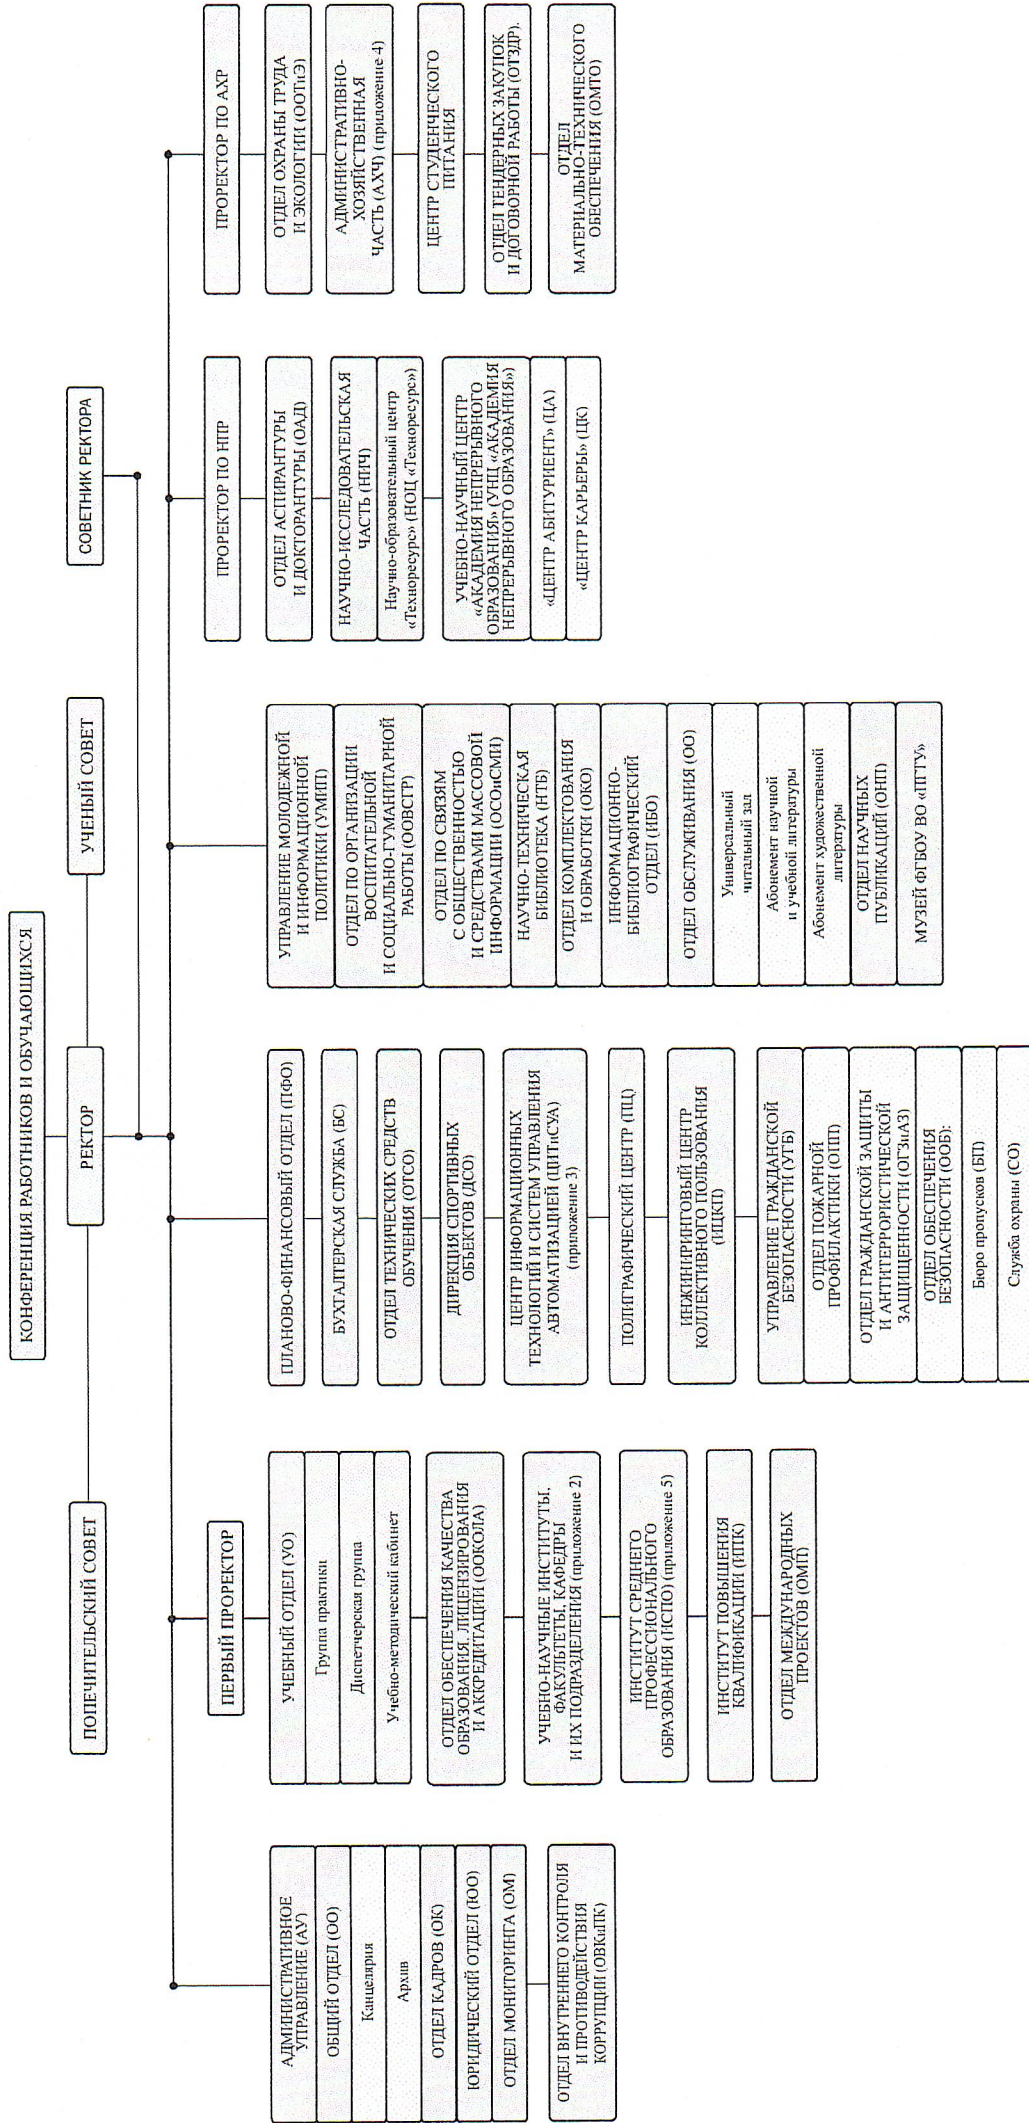 КОНФЕРЕНЦИЯ РАБОТНИКОВ И ОБУЧАЮЩИХСЯ
ПОПЕЧИТЕЛЬСКИЙ СОВЕТ
РЕКТОР
УЧЕНЫЙ СОВЕТ
СОВЕТНИК РЕКТОРА
АДМИНИСТРАТИВНОЕ
УПРАВЛЕНИЕ (АУ)
ОБЩИЙ ОТДЕЛ (ОО)
Канцелярия
Архив
ОТДЕЛ КАДРОВ (ОК)
ЮРИДИЧЕСКИЙ ОТДЕЛ (ЮО)
ОТДЕЛ МОНИТОРИНГА (ОМ)
ОТДЕЛ ВНУТРЕННЕГО КОНТРОЛЯ
И ПРОТИВОДЕЙСТВИЯ
КОРРУПЦИИ (ОВКиПК)
ПЕРВЫЙ ПРОРЕКТОР
УЧЕБНЫЙ ОТДЕЛ (УО)
Группа практики
Диспетчерская группа
Учебно-методический кабинет
ОТДЕЛ ОБЕСПЕЧЕНИЯ КАЧЕСТВА
ОБРАЗОВАНИЯ, ЛИЦЕНЗИРОВАНИЯ
И АККРЕДИТАЦИИ (ООКОЛА)
УЧЕБНО-НАУЧНЫЕ ИНСТИТУТЫ,
ФАКУЛЬТЕТЫ, КАФЕДРЫ
И ИХ ПОДРАЗДЕЛЕНИЯ (приложение 2)
ИНСТИТУТ СРЕДНЕГО
ПРОФЕССИОНАЛЬНОГО
ОБРАЗОВАНИЯ (ИСПО) (приложение 5)
ИНСТИТУТ ПОВЫШЕНИЯ
КВАЛИФИКАЦИИ (ИПК)
ОТДЕЛ МЕЖДУНАРОДНЫХ
ПРОЕКТОВ (ОМП)
ПЛАНОВО-ФИНАНСОВЫЙ ОТДЕЛ (ПФО)
БУХГАЛТЕРСКАЯ СЛУЖБА (БС)
ОТДЕЛ ТЕХНИЧЕСКИХ СРЕДСТВ
ОБУЧЕНИЯ (ОТСО)
ДИРЕКЦИЯ СПОРТИВНЫХ
ОБЪЕКТОВ (ДСО)
ЦЕНТР ИНФОРМАЦИОННЫХ
ТЕХНОЛОГИЙ И СИСТЕМ УПРАВЛЕНИЯ
АВТОМАТИЗАЦИЕЙ (ЦИТиСУА)
(приложение 3)
ПОЛИГРАФИЧЕСКИЙ ЦЕНТР (ПЦ)
ИНЖИНИРИНГОВЫЙ ЦЕНТР
КОЛЛЕКТИВНОГО ПОЛЬЗОВАНИЯ
(ИЦКП)
УПРАВЛЕНИЕ ГРАЖДАНСКОЙ
БЕЗОПАСНОСТИ (УГБ)
ОТДЕЛ ПОЖАРНОЙ
ПРОФИЛАКТИКИ (ОПП)
ОТДЕЛ ГРАЖДАНСКОЙ ЗАЩИТЫ
И АНТИТЕРРОРИСТИЧЕСКОЙ
ЗАЩИЩЕННОСТИ (ОГЗиАЗ)
ОТДЕЛ ОБЕСПЕЧЕНИЯ
БЕЗОПАСНОСТИ (ООБ):
Бюро пропусков (БП)
Служба охраны (СО)
УПРАВЛЕНИЕ МОЛОДЕЖНОЙ
И ИНФОРМАЦИОННОЙ
ПОЛИТИКИ (УМИП)
ОТДЕЛ ПО ОРГАНИЗАЦИИ
ВОСПИТАТЕЛЬНОЙ
И СОЦИАЛЬНО-ГУМАНИТАРНОЙ
РАБОТЫ (ООВСГР)
ОТДЕЛ ПО СВЯЗЯМ
С ОБЩЕСТВЕННОСТЬЮ
И СРЕДСТВАМИ МАССОВОЙ
ИНФОРМАЦИИ (ОСОиСМИ)
НАУЧНО-ТЕХНИЧЕСКАЯ
БИБЛИОТЕКА (НТБ)
ОТДЕЛ КОМПЛЕКТОВАНИЯ
И ОБРАБОТКИ (ОКО)
ИНФОРМАЦИОННО-
БИБЛИОГРАФИЧЕСКИЙ
ОТДЕЛ (ИБО)
ОТДЕЛ ОБСЛУЖИВАНИЯ (ОО)
Универсальный
читальный зал
Абонемент научной
и учебной литературы
Абонемент художественной
литературы
ОТДЕЛ НАУЧНЫХ
ПУБЛИКАЦИЙ (ОНП)
МУЗЕЙ ФГБОУ ВО «ПГТУ»
ПРОРЕКТОР ПО НПР
ОТДЕЛ АСПИРАНТУРЫ
И ДОКТОРАНТУРЫ (ОАД)
НАУЧНО-ИССЛЕДОВАТЕЛЬСКАЯ
ЧАСТЬ (НИЧ)
Научно-образовательный центр
«Техноресурс» (НОЦ «Техноресурс»)
УЧЕБНО-НАУЧНЫЙ ЦЕНТР
«АКАДЕМИЯ НЕПРЕРЫВНОГО
ОБРАЗОВАНИЯ» (УНЦ «АКАДЕМИЯ
НЕПРЕРЫВНОГО ОБРАЗОВАНИЯ»)
«ЦЕНТР АБИТУРИЕНТ» (ЦА)
«ЦЕНТР КАРЬЕРЫ» (ЦК)
ПРОРЕКТОР ПО АХР
ОТДЕЛ ОХРАНЫ ТРУДА
И ЭКОЛОГИИ (ООТиЭ)
АДМИНИСТРАТИВНО-
ХОЗЯЙСТВЕННАЯ
ЧАСТЬ (АХЧ) (приложение 4)
ЦЕНТР СТУДЕНЧЕСКОГО
ПИТАНИЯ
ОТДЕЛ ТЕНДЕРНЫХ ЗАКУПОК
И ДОГОВОРНОЙ РАБОТЫ (ОТЗДР).
ОТДЕЛ
МАТЕРИАЛЬНО-ТЕХНИЧЕСКОГО
ОБЕСПЕЧЕНИЯ (ОМТО)